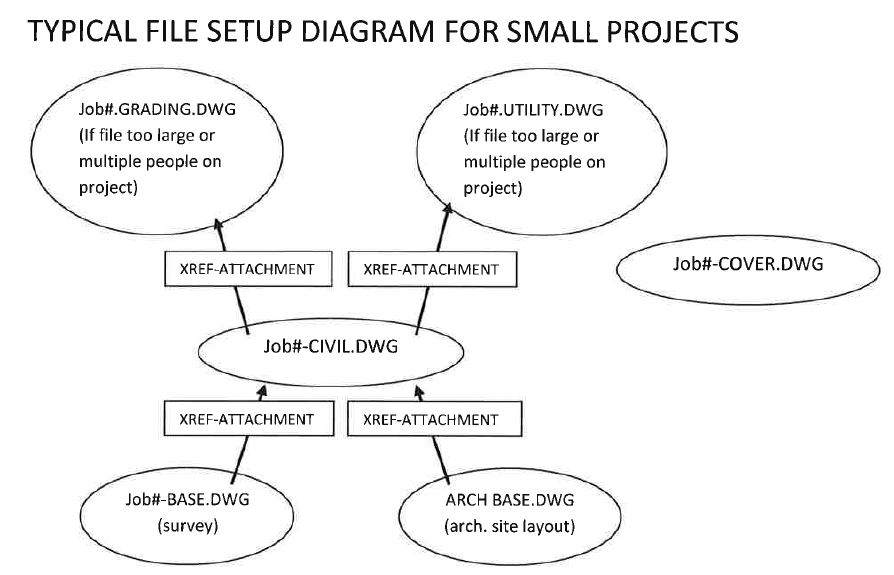 TYPICAL FILE SETUP DIAGRAM FOR SMALL PROJECTS
Job#.GRADING.DWG
(If file too large or
multiple people on
project)
Job#.UTILITY.DWG
(If file too large or
multiple people on
project)
XREF-ATTACHMENT
XREF-ATTACHMENT
Job#-COVER.DWG
Job#-CIVIL.DWG
XREF-ATTACHMENT
XREF-ATTACHMENT
Job#-BASE.DWG
(survey)
ARCH BASE.DWG
(arch. site layout)